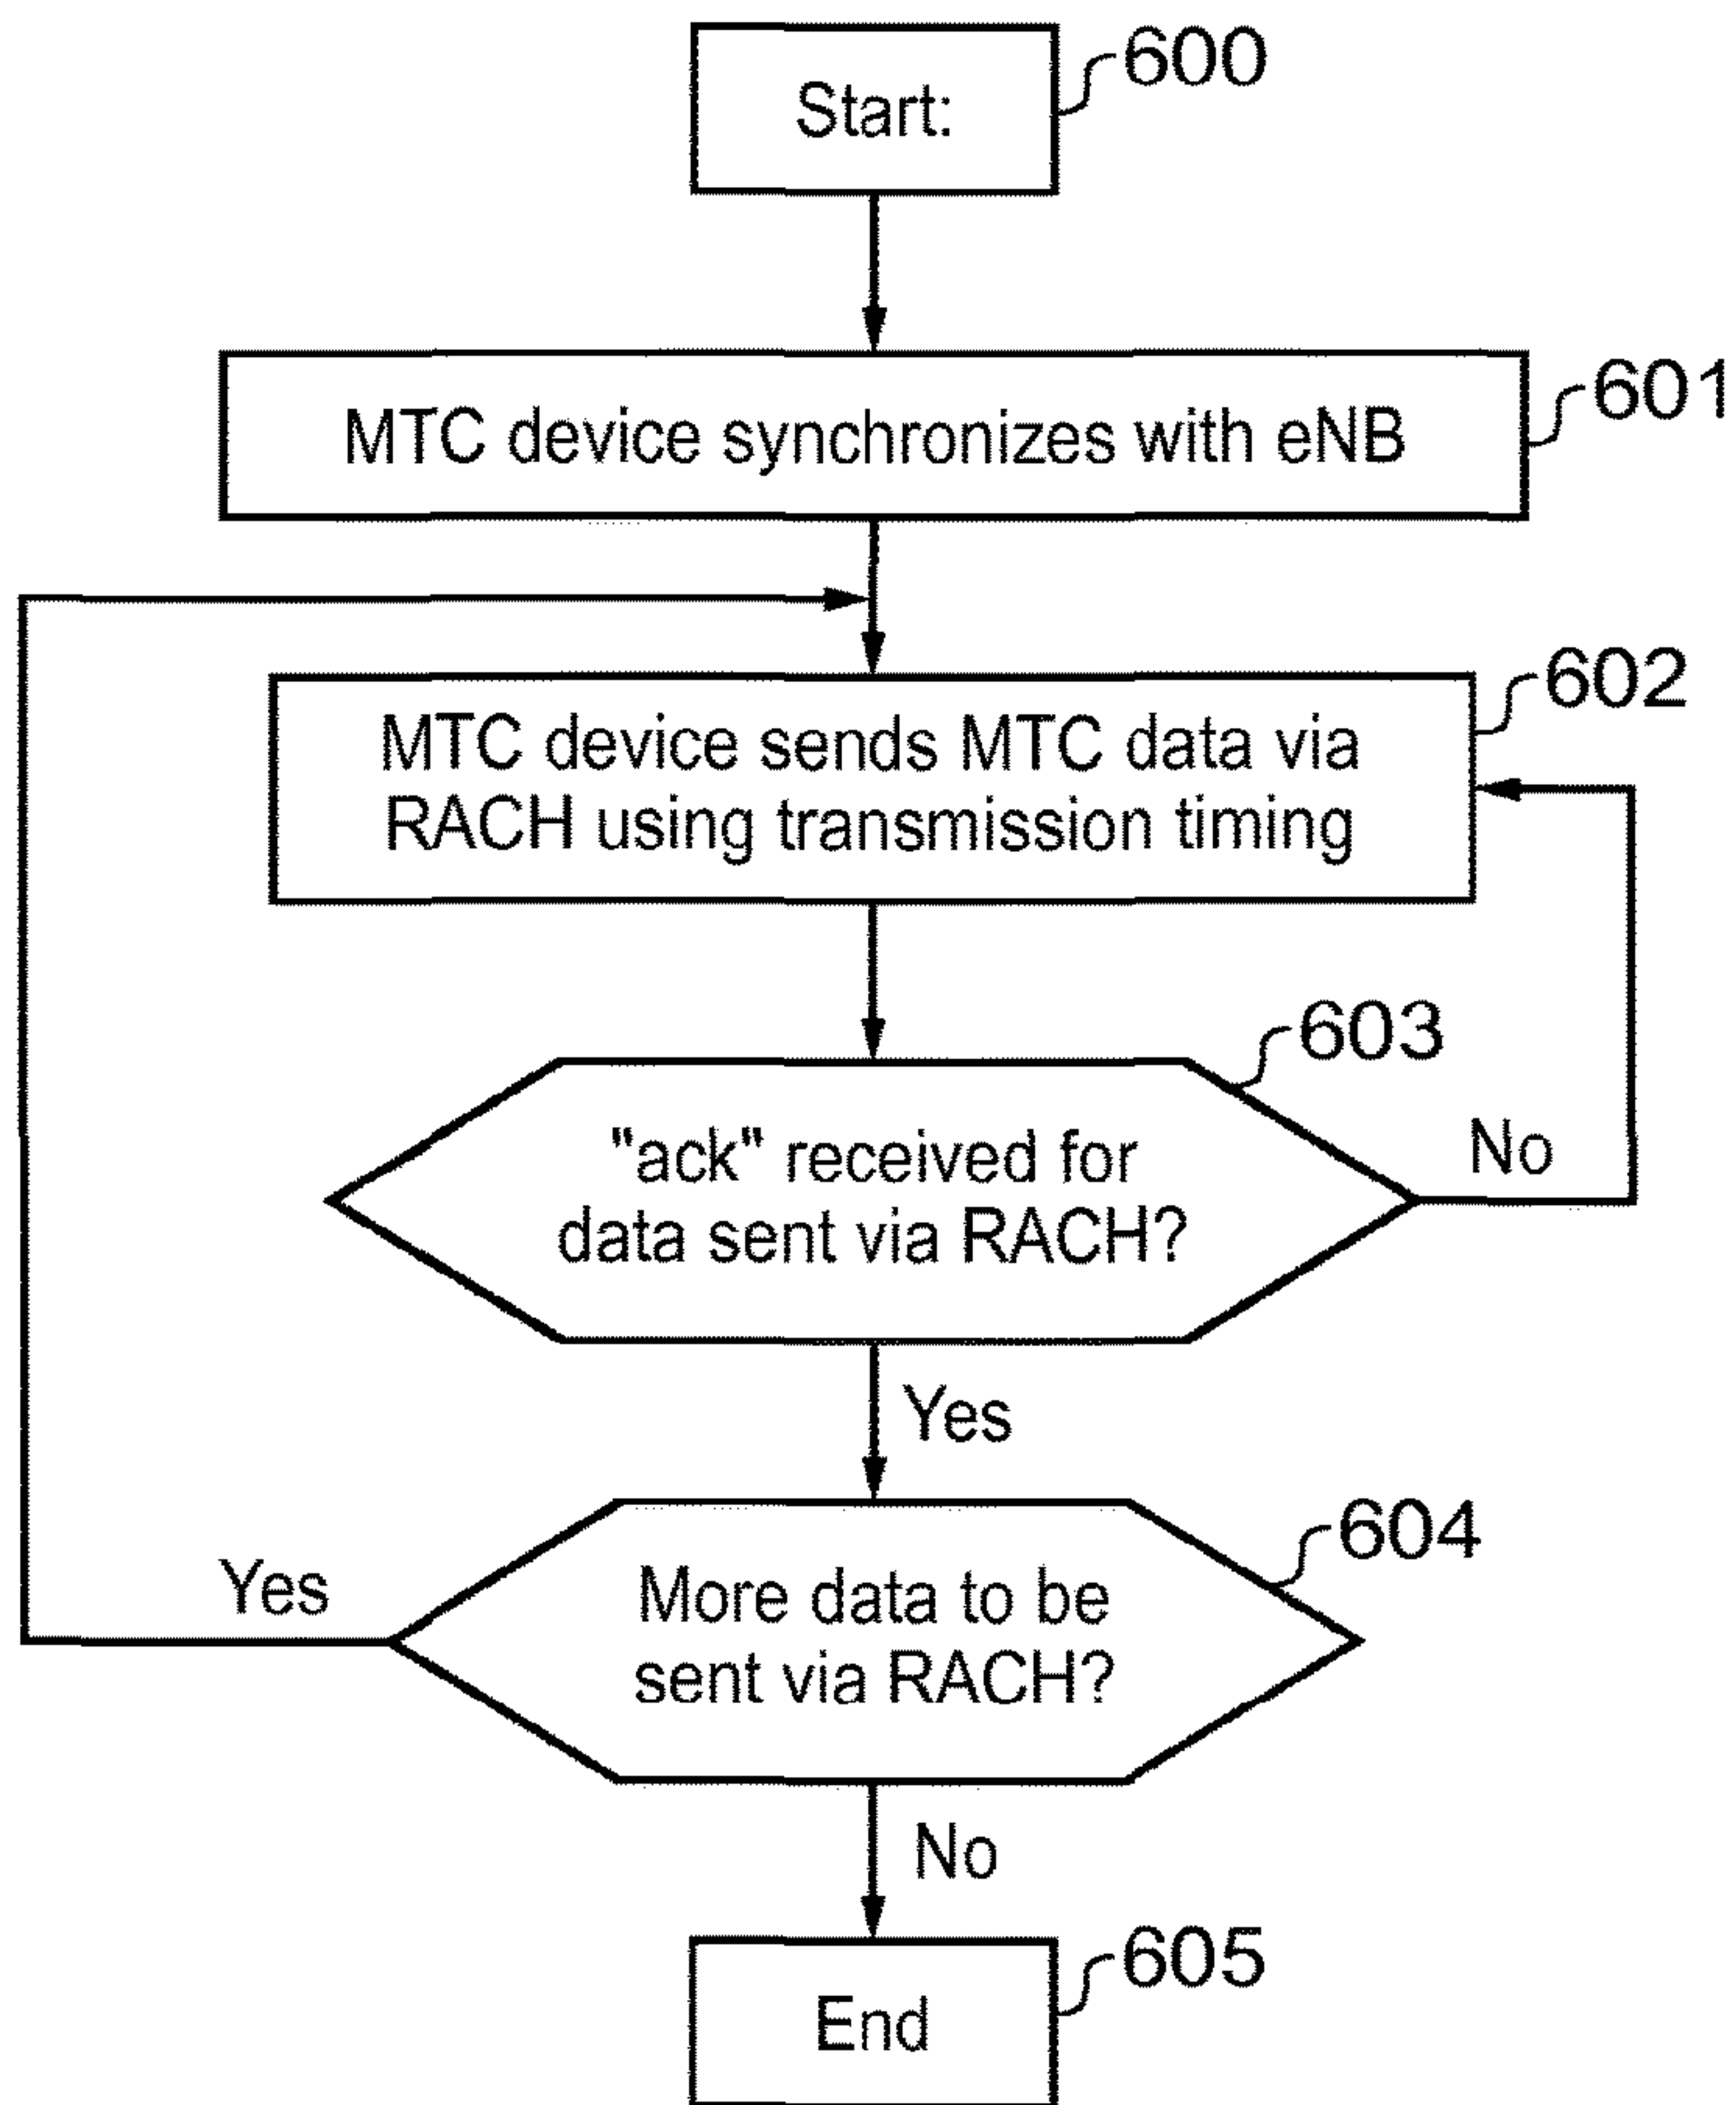 Start:
600
MTC device synchronizes with eNB
601
MTC device sends MTC data via
RACH using transmission timing
602
603
"ack" received for
data sent via RACH?
No
Yes
604
More data to be
sent via RACH?
Yes
No
605
End